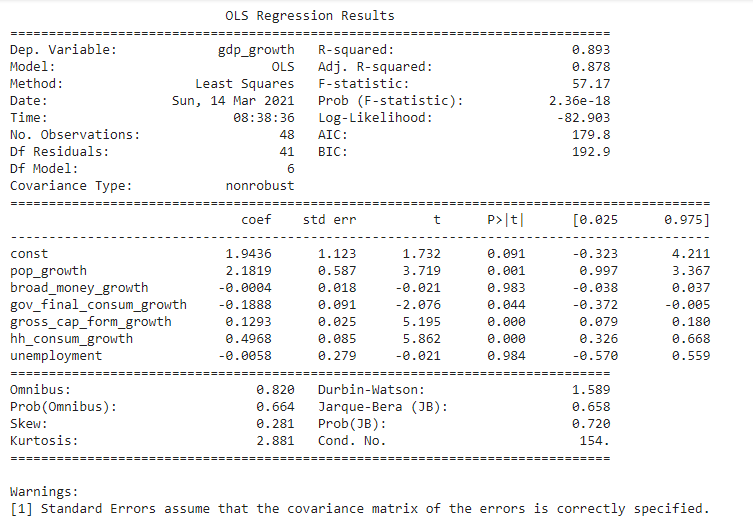 OLS Regression Results
==============================================================================
Dep. Variable:             gdp_growth   R-squared:                       0.893
Model:                            OLS   Adj. R-squared:                  0.878
Method:                 Least Squares   F-statistic:                     57.17
Date:                Sun, 14 Mar 2021   Prob (F-statistic):           2.36e-18
Time:                        08:38:36   Log-Likelihood:                -82.903
No. Observations:                  48   AIC:                             179.8
Df Residuals:                      41   BIC:                             192.9
Df Model:                           6
Covariance Type:            nonrobust
===========================================================================================
                              coef    std err          t      P>|t|      [0.025      0.975]
-------------------------------------------------------------------------------------------
const                       1.9436      1.123      1.732      0.091      -0.323       4.211
pop_growth                  2.1819      0.587      3.719      0.001       0.997       3.367
broad_money_growth         -0.0004      0.018     -0.021      0.983      -0.038       0.037
gov_final_consum_growth    -0.1888      0.091     -2.076      0.044      -0.372      -0.005
gross_cap_form_growth       0.1293      0.025      5.195      0.000       0.079       0.180
hh_consum_growth            0.4968      0.085      5.862      0.000       0.326       0.668
unemployment               -0.0058      0.279     -0.021      0.984      -0.570       0.559
==============================================================================
Omnibus:                        0.820   Durbin-Watson:                   1.589
Prob(Omnibus):                  0.664   Jarque-Bera (JB):                0.658
Skew:                           0.281   Prob(JB):                        0.720
Kurtosis:                       2.881   Cond. No.                         154.
==============================================================================

Warnings:
[1] Standard Errors assume that the covariance matrix of the errors is correctly specified.